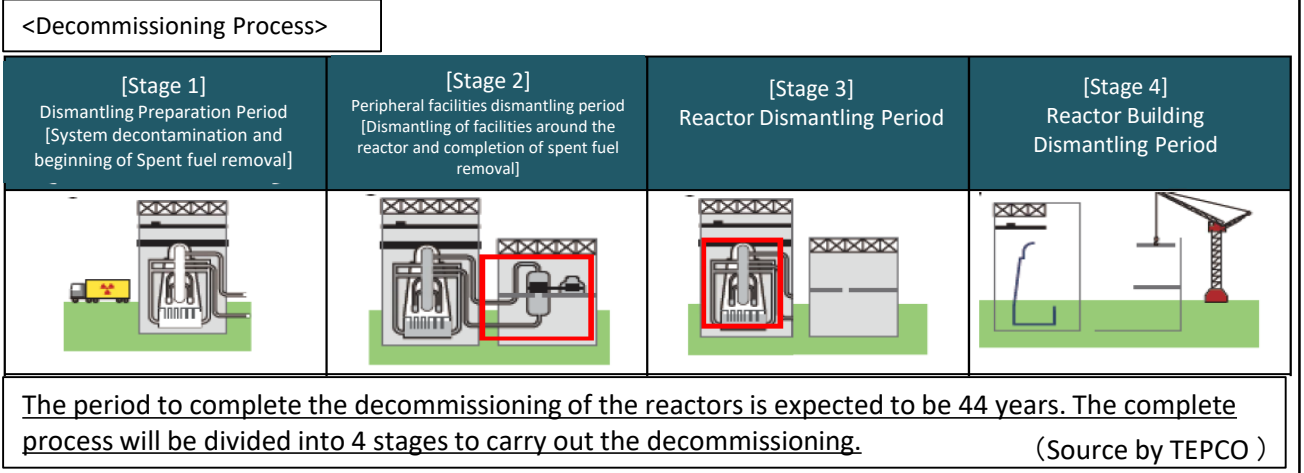 <Decommissioning Process>
[Stage 1]
Dismantling Preparation Period
[System decontamination and
beginning of Spent fuel removal]
[Stage 2]
Peripheral facilities dismantling period
[Dismantling of facilities around the
reactor and completion of spent fuel
removal]
[Stage 3]
Reactor Dismantling Period
[Stage 4]
Reactor Building
Dismantling Period
The period to complete the decommissioning of the reactors is expected to be 44 years. The complete
process will be divided into 4 stages to carry out the decommissioning.
（Source by TEPCO ）